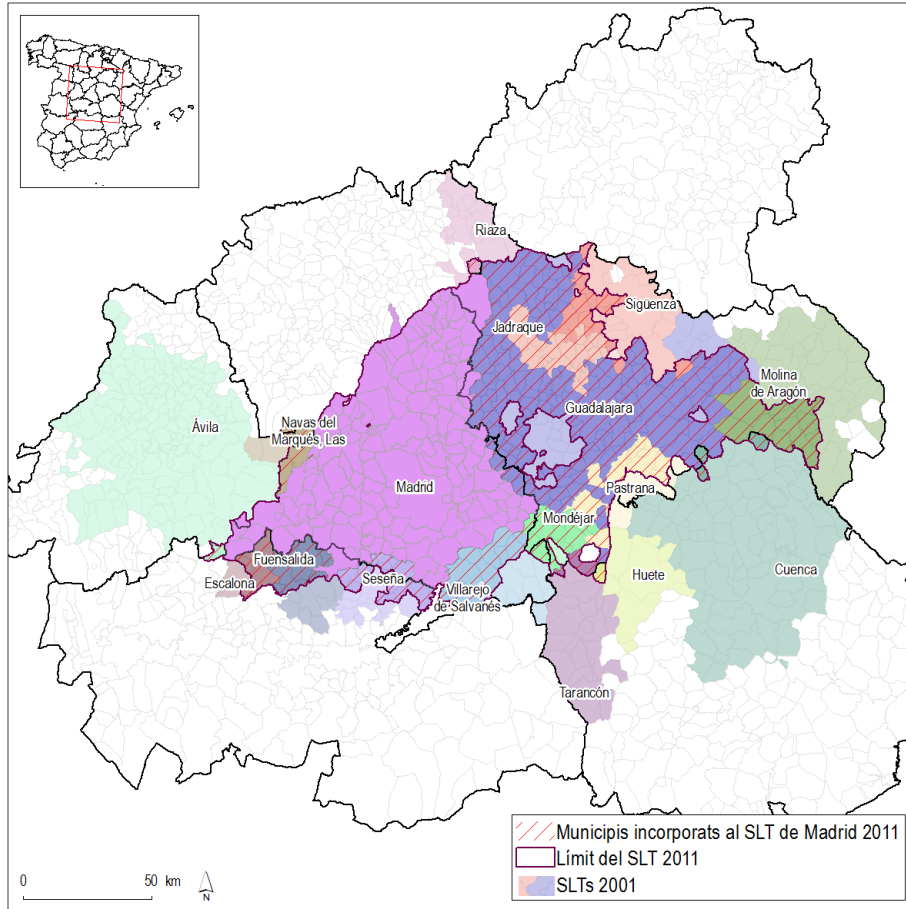 Riaza
Sigüenza
Jadraque
Molina
de Aragón
Guadalajara
Ávila
Navas del
Marqués, Las
Madrid
Pastrana
Mondéjar
Fuensalida
Escalona
Seseña
Villarejo
de Salvanés
Huete
Cuenca
Tarancón
Municipis incorporats al SLT de Madrid 2011
Límit del SLT 2011
SLTs 2001
0 50 km
N